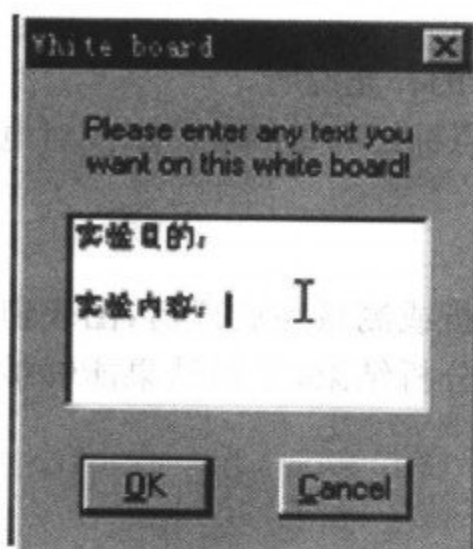 White board
Please enter any text you
want on this white board!
实验目的:
实验内容:
OK
Cancel